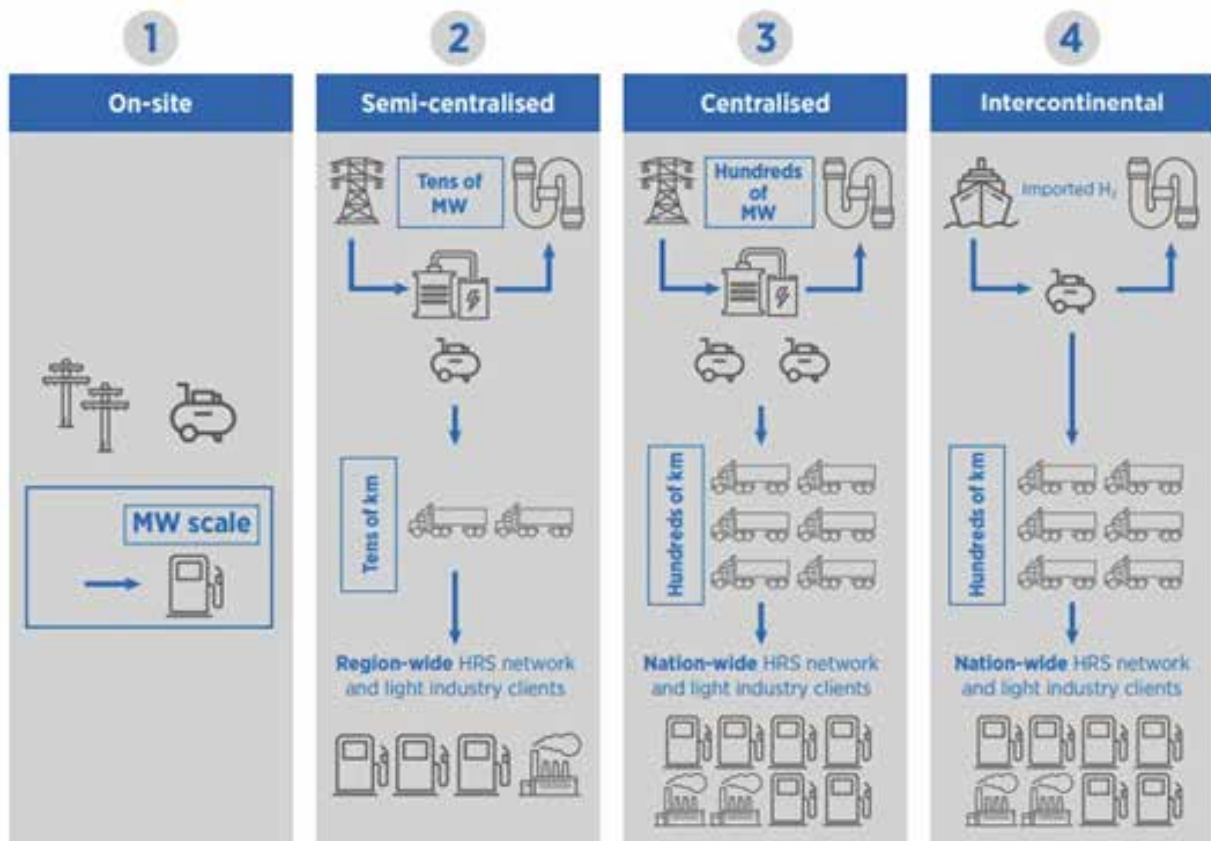 1
On-site
MW scale
2
Semi-centralised
Tens of
MW
Tens of km
Region-wide HRS network
and light industry clients
3
Centralised
Hundreds
of
MW
Hundreds of km
Nation-wide HRS network
and light industry clients
4
Intercontinental
Imported H₂
Hundreds of km
Nation-wide HRS network
and light industry clients